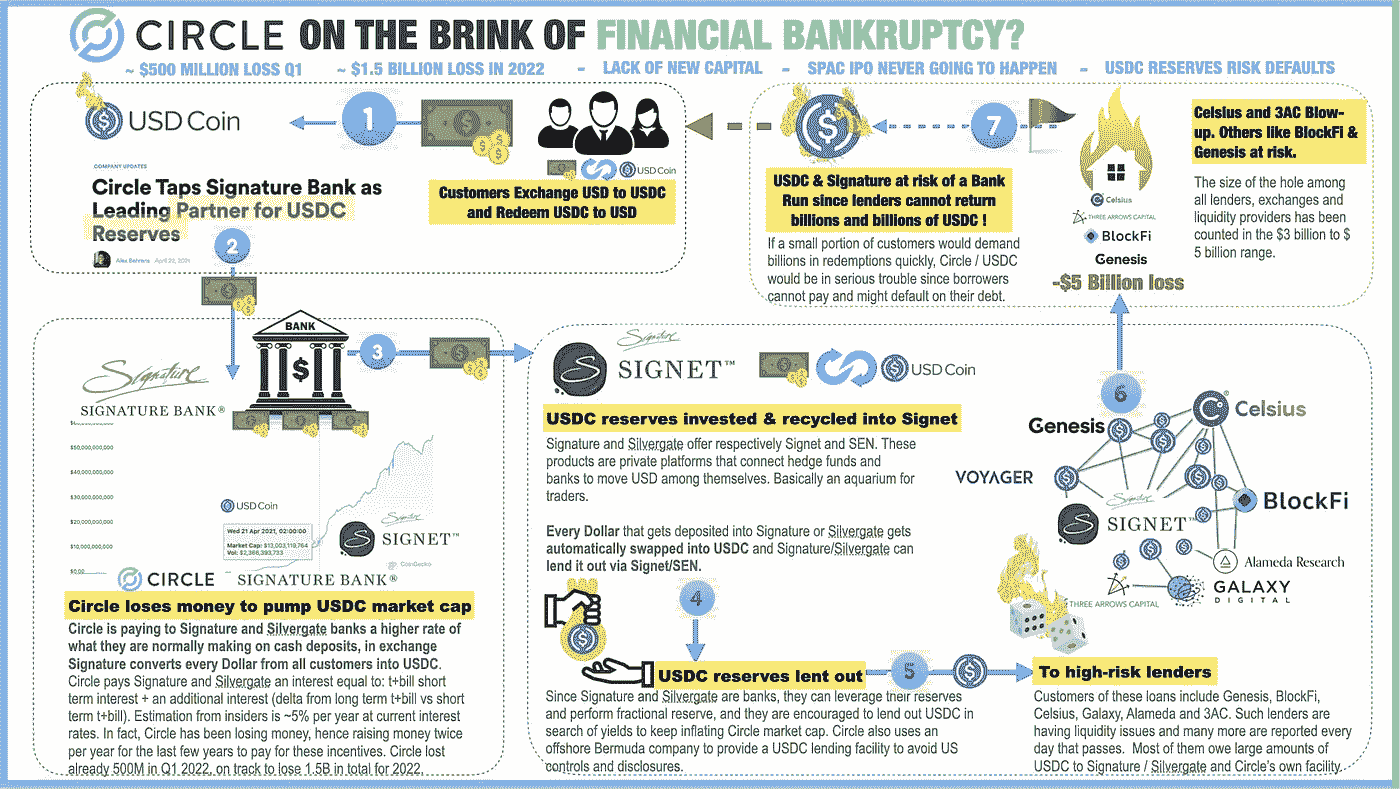 CIRCLE ON THE BRINK OF FINANCIAL BANKRUPTCY?
~ $500 MILLION LOSS Q1 ~ $1.5 BILLION LOSS IN 2022 - LACK OF NEW CAPITAL - SPAC IPO NEVER GOING TO HAPPEN - USDC RESERVES RISK DEFAULTS
USD Coin
1
USD Coin
COMPANY UPDATES
Circle Taps Signature Bank as
Leading Partner for USDC
Reserves
Alex Behrens April 22, 2021
Customers Exchange USD to USDC
and Redeem USDC to USD
2
7
USDC & Signature at risk of a Bank
Run since lenders cannot return
billions and billions of USDC !
If a small portion of customers would demand
billions in redemptions quickly, Circle / USDC
would be in serious trouble since borrowers
cannot pay and might default on their debt.
Celsius
THREE ARROWS CAPITAL
BlockFi
Genesis
-$5 Billion loss
Celsius and 3AC Blow-
up. Others like BlockFi &
Genesis at risk.
The size of the hole among
all lenders, exchanges and
liquidity providers has been
counted in the $3 billion to $
5 billion range.
BANK
3
Signature
SIGNATURE BANK®
$50,000,000,000
$40,000,000,000
$30,000,000,000
$20,000,000,000
$10,000,000,000
$0.00
USD Coin
Wed 21 Apr 2021, 02:00:00
Market Cap: $13,003,119,764
Vol: $2,366,393,733
Signature
SIGNET™
CoinGecko
CIRCLE
SIGNATURE BANK®
Circle loses money to pump USDC market cap
Circle is paying to Signature and Silvergate banks a higher rate of
what they are normally making on cash deposits, in exchange
Signature converts every Dollar from all customers into USDC.
Circle pays Signature and Silvergate an interest equal to: t+bill short
term interest + an additional interest (delta from long term t+bill vs short
term t+bill). Estimation from insiders is ~5% per year at current interest
rates. In fact, Circle has been losing money, hence raising money twice
per year for the last few years to pay for these incentives. Circle lost
already 500M in Q1 2022, on track to lose 1.5B in total for 2022,
Signature
S SIGNET™
USD Coin
USDC reserves invested & recycled into Signet
Signature and Silvergate offer respectively Signet and SEN. These
products are private platforms that connect hedge funds and
banks to move USD among themselves. Basically an aquarium for
traders.
Every Dollar that gets deposited into Signature or Silvergate gets
automatically swapped into USDC and Signature/Silvergate can
lend it out via Signet/SEN.
4
USDC reserves lent out
5
Since Signature and Silvergate are banks, they can leverage their reserves
and perform fractional reserve, and they are encouraged to lend out USDC in
search of yields to keep inflating Circle market cap. Circle also uses an
offshore Bermuda company to provide a USDC lending facility to avoid US
controls and disclosures.
6
Genesis
Celsius
VOYAGER
BlockFi
Signature
SIGNET™
Alameda Research
THREE ARROWS CAPITAL
GALAXY
DIGITAL
To high-risk lenders
Customers of these loans include Genesis, BlockFi,
Celsius, Galaxy, Alameda and 3AC. Such lenders are
having liquidity issues and many more are reported every
day that passes. Most of them owe large amounts of
USDC to Signature / Silvergate and Circle's own facility.